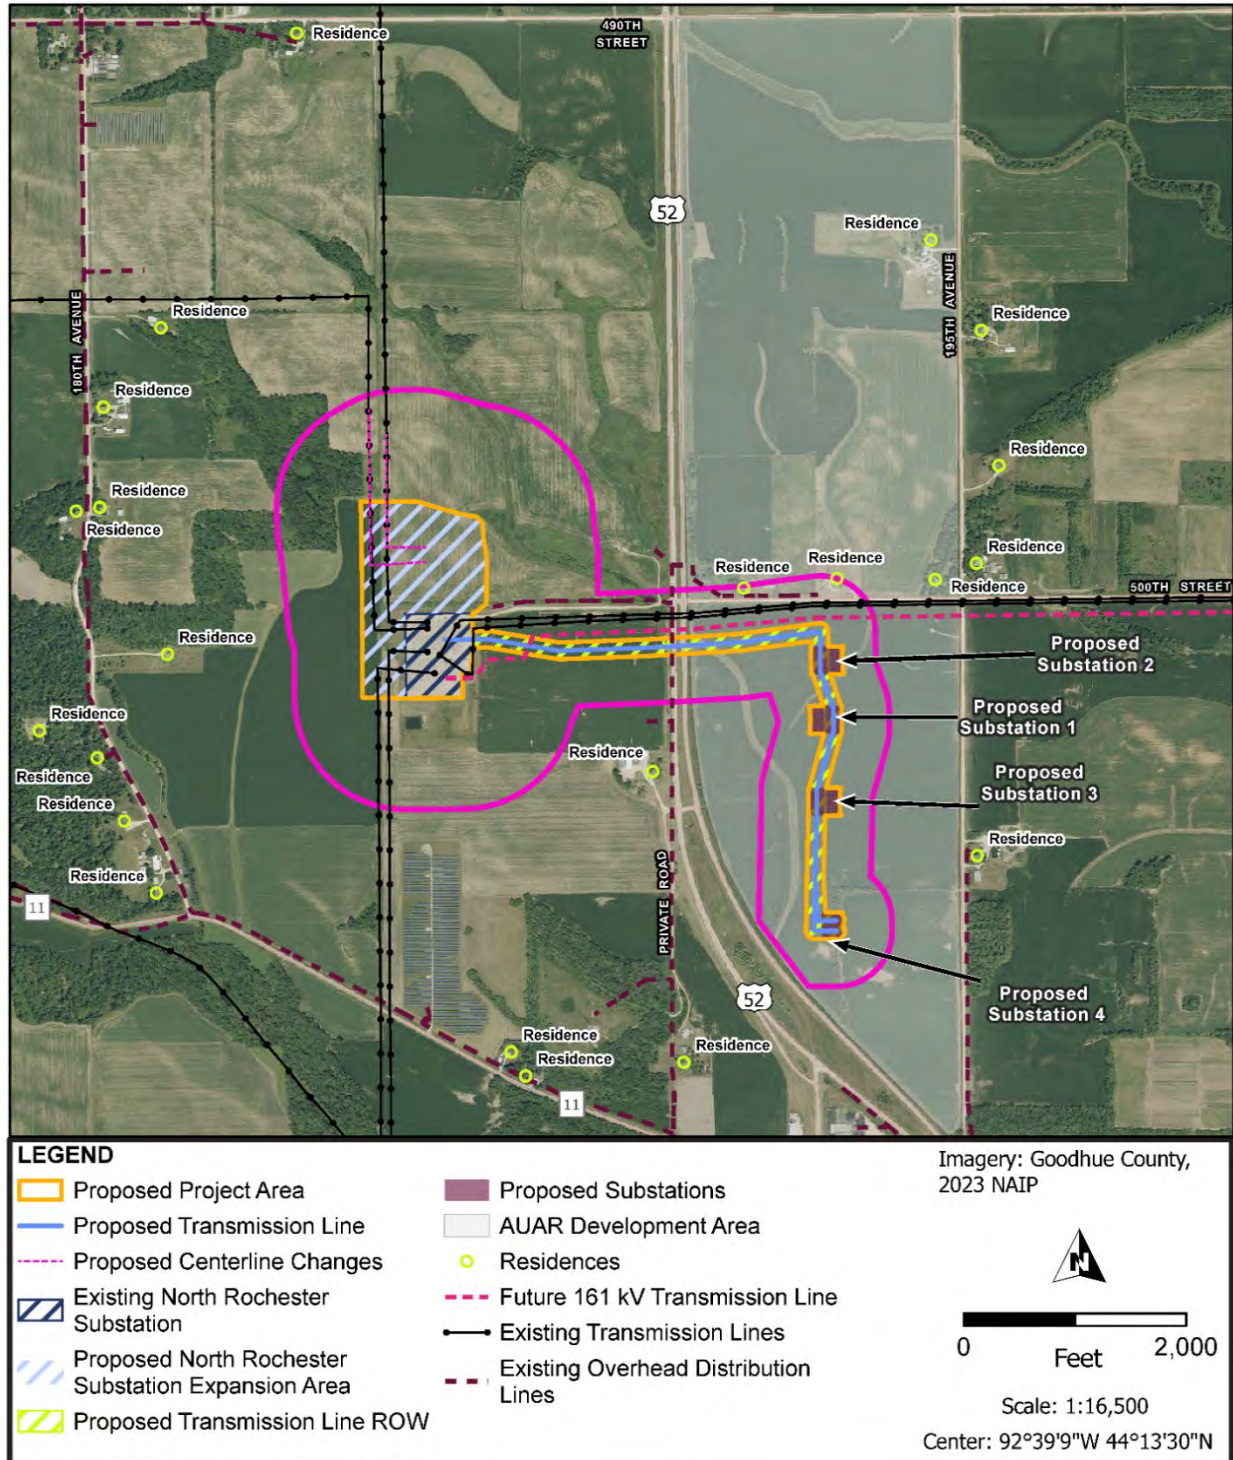 490TH
STREET
Residence
52
Residence
195TH AVENUE
Residence
180TH AVENUE
Residence
Residence
Residence
Residence
Residence
Residence
Residence
Residence
500TH STREET
Residence
Proposed
Substation 2
Proposed
Substation 1
Residence
Residence
Residence
Proposed
Substation 3
Residence
Residence
Residence
11
PRIVATE ROAD
52
Proposed
Substation 4
Residence
Residence
Residence
11
LEGEND
Proposed Project Area
Proposed Transmission Line
Proposed Centerline Changes
Existing North Rochester
Substation
Proposed North Rochester
Substation Expansion Area
Proposed Transmission Line ROW
Proposed Substations
AUAR Development Area
Residences
Future 161 kV Transmission Line
Existing Transmission Lines
Existing Overhead Distribution
Lines
Imagery: Goodhue County,
2023 NAIP
N
0 2,000
Feet
Scale: 1:16,500
Center: 92°39'9"W 44°13'30"N